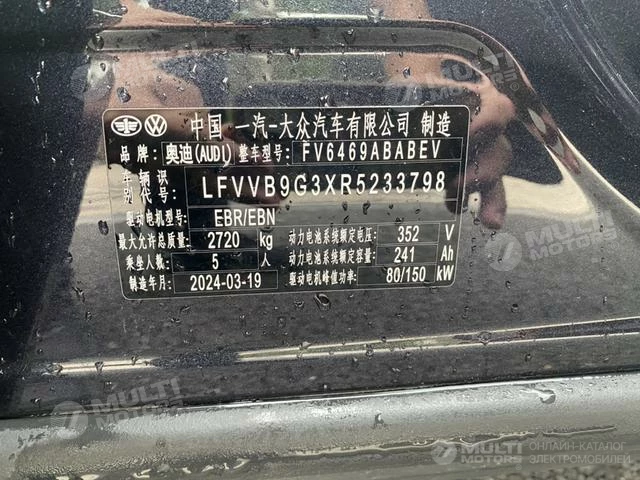 中国 一汽-大众汽车有限公司 制造
品牌: 奥迪(AUDI) 整车型号: FV6469ABABEV
车辆识别代号: LFVVB9G3XR5233798
驱动电机型号: EBR/EBN
最大允许总质量: 2720 kg 动力电池系统额定电压: 352 V
乘坐人数: 5 人 动力电池系统额定容量: 241 Ah
制造年月: 2024-03-19 驱动电机峰值功率: 80/150 kW
MULTI MOTORS
MULTI MOTORS
MULTI MOTORS
MULTI MOTORS ОНЛАЙН-КАТАЛОГ ЭЛЕКТРОМОБИЛЕЙ